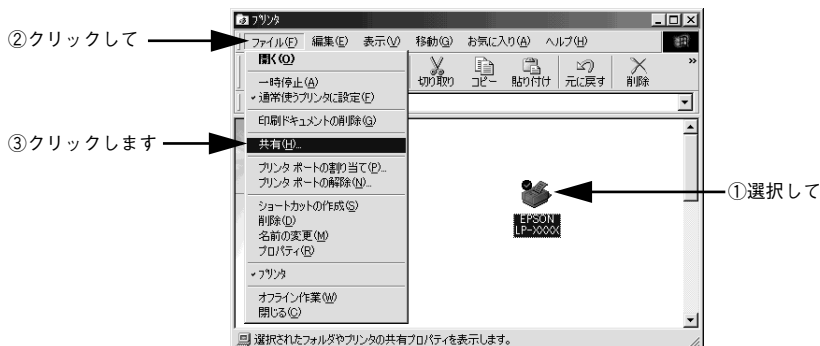 プリンタ
②クリックして
ファイル(F) 編集(E) 表示(V) 移動(G) お気に入り(A) ヘルプ(H)
開く(O)
切り取り コピー 貼り付け 元に戻す 削除 »
一時停止(A)
通常使うプリンタに設定(F)
印刷ドキュメントの削除(G)
③クリックします
共有(H)...
プリンタ ポートの割り当て(P)...
プリンタ ポートの解除(N)...
①選択して
EPSON
LP-XXXX
ショートカットの作成(S)
削除(D)
名前の変更(M)
プロパティ(R)
プリンタ
オフライン作業(W)
閉じる(C)
選択されたフォルダやプリンタの共有プロパティを表示します。